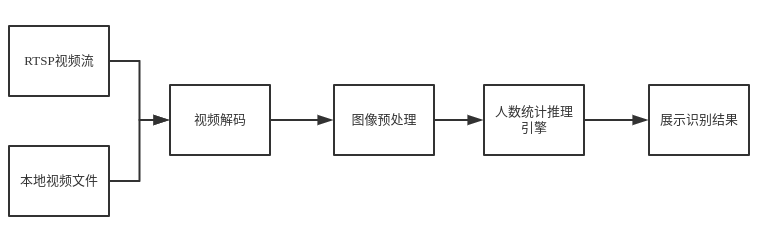 RTSP视频流
本地视频文件
视频解码
图像预处理
人数统计推理
引擎
展示识别结果